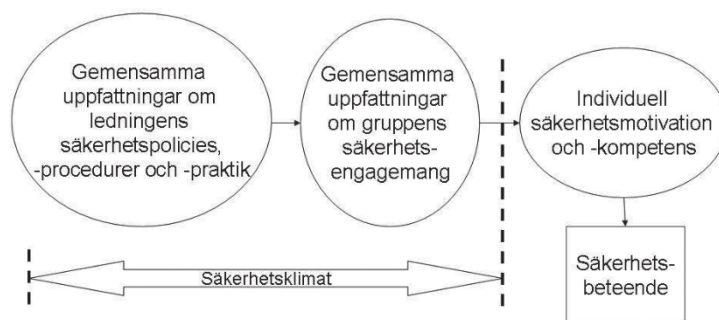 Gemensamma
uppfattningar om
ledningens
säkerhetspolicies,
-procedurer och -praktik
Gemensamma
uppfattningar
om gruppens
säkerhets-
engagemang
Individuell
säkerhetsmotivation
och -kompetens
Säkerhets-
beteende
Säkerhetsklimat